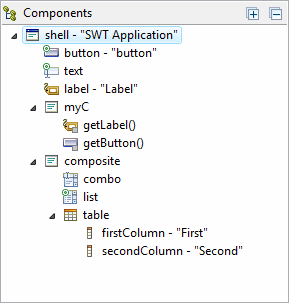 Components
shell - "SWT Application"
button - "button"
text
label - "Label"
myC
getLabel()
getButton()
composite
combo
list
table
firstColumn - "First"
secondColumn - "Second"